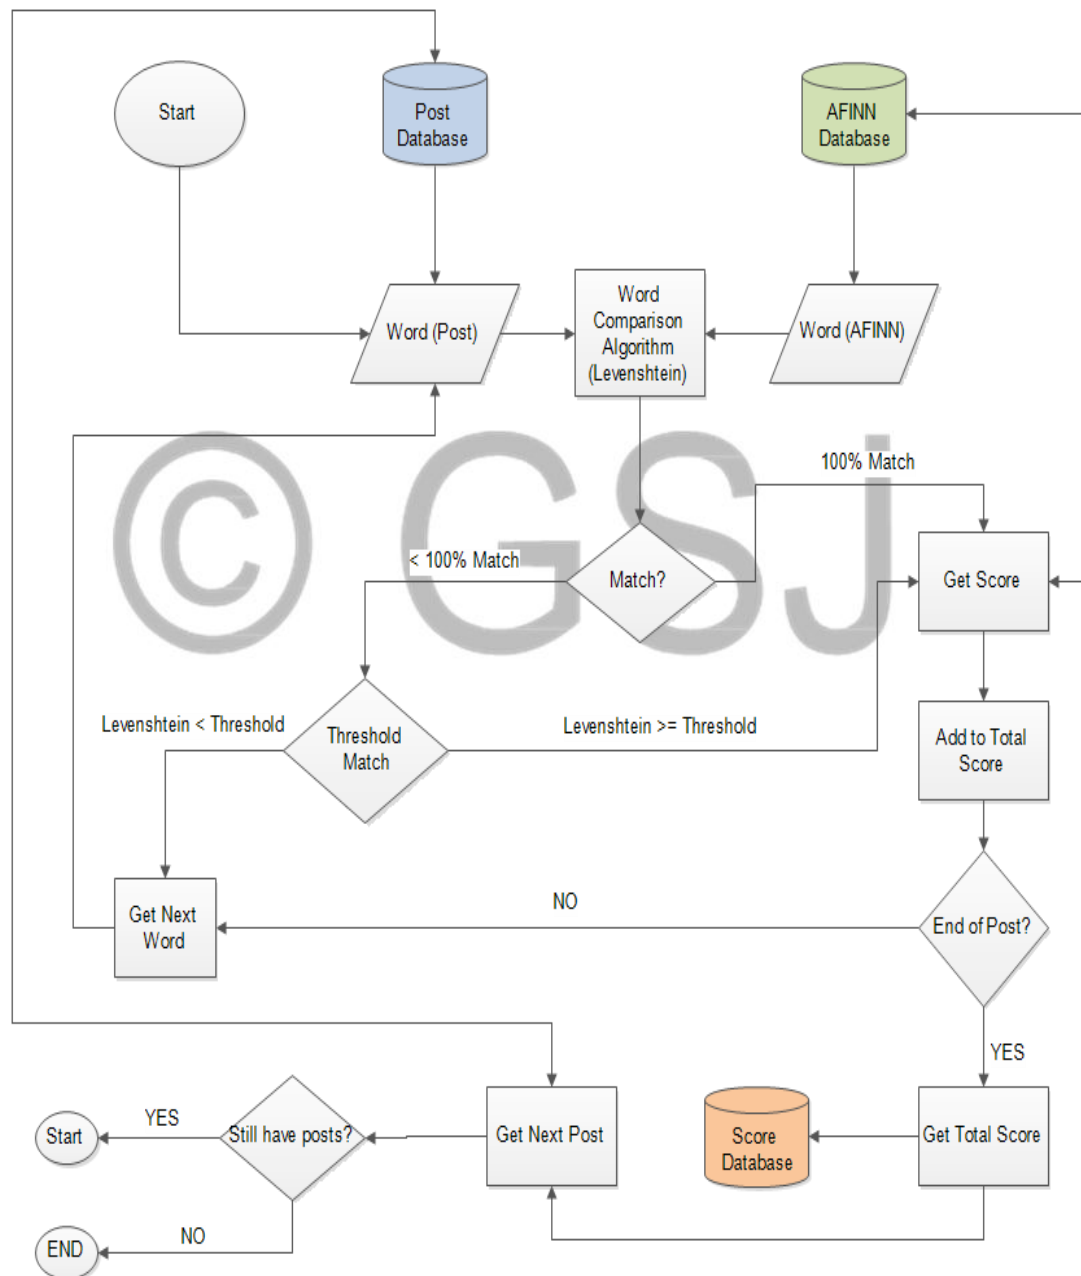 Start
Post
Database
AFINN
Database
Word (Post)
Word
Comparison
Algorithm
(Levenshtein)
Word (AFINN)
© GSJ
100% Match
< 100% Match
Match?
Get Score
Levenshtein < Threshold
Threshold
Match
Levenshtein >= Threshold
Add to Total
Score
Get Next
Word
NO
End of Post?
YES
Start
YES
Still have posts?
Get Next Post
Score
Database
Get Total Score
END
NO